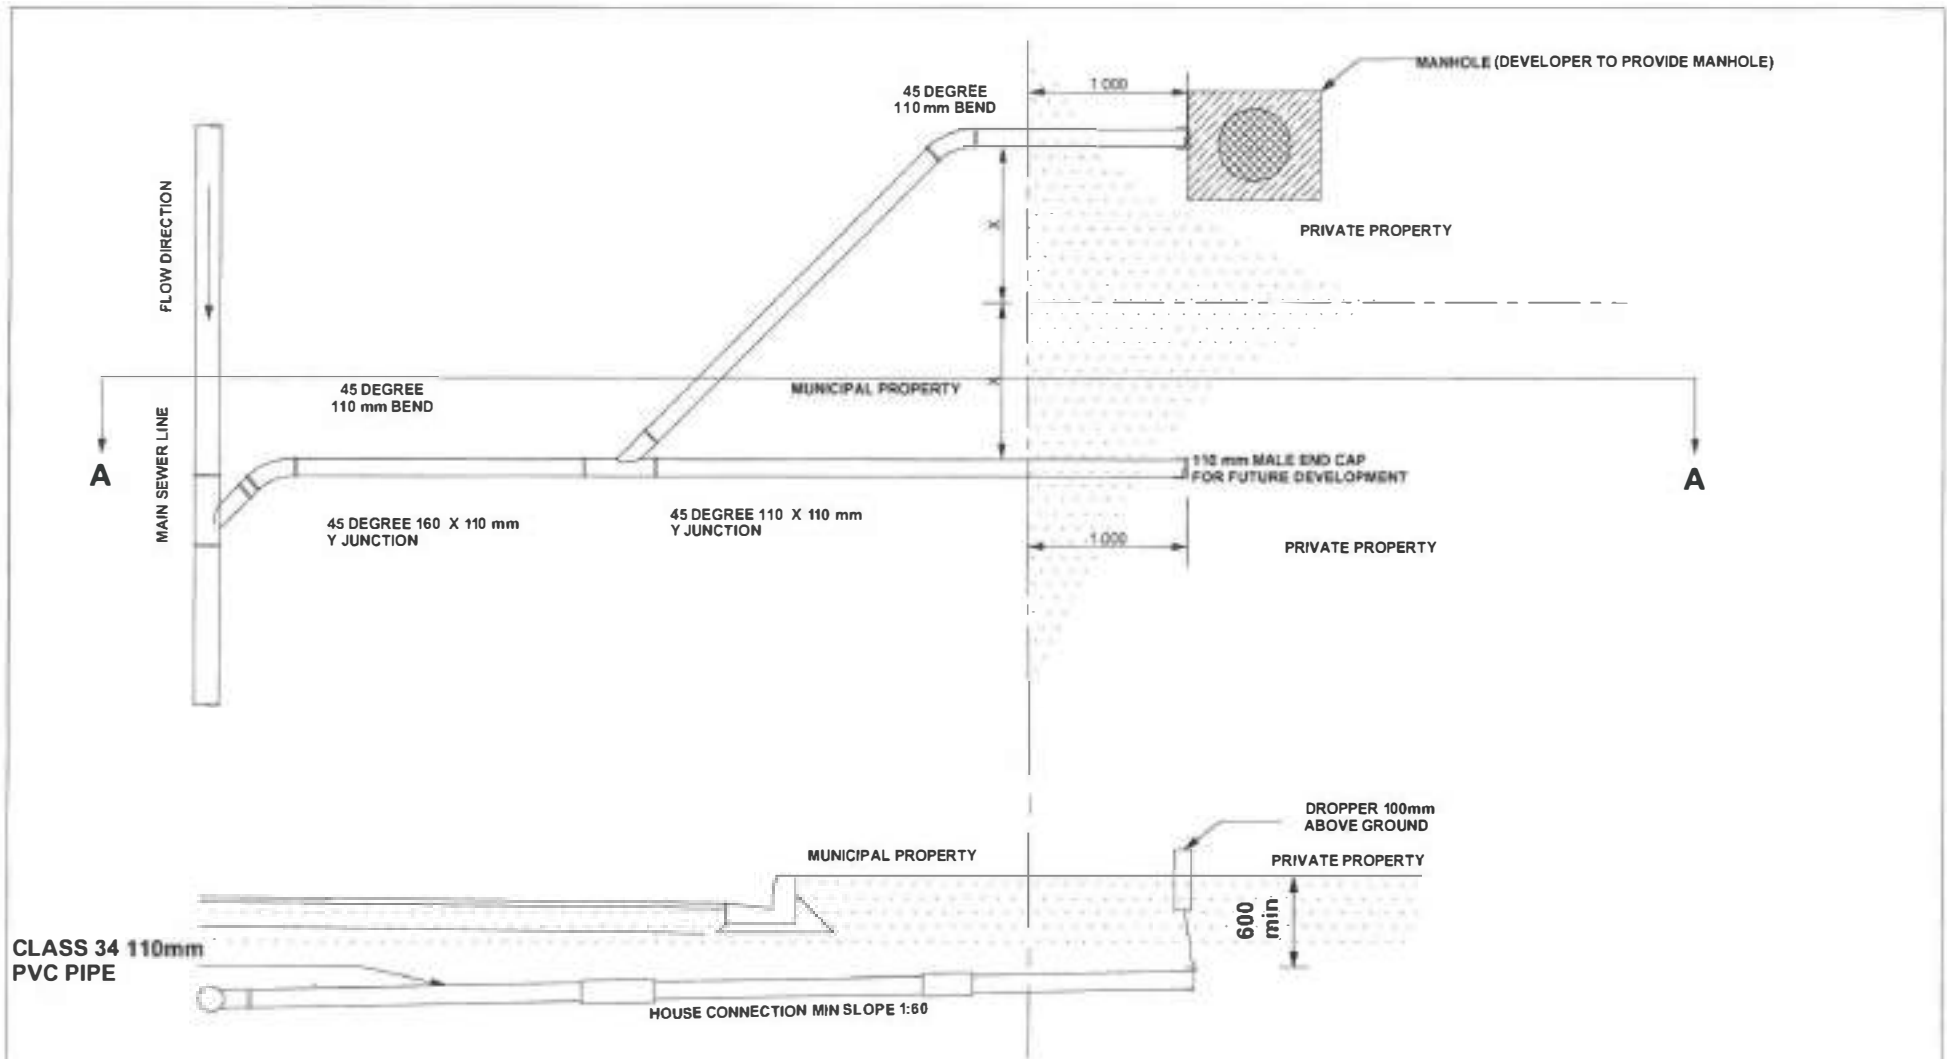 MANHOLE (DEVELOPER TO PROVIDE MANHOLE)
45 DEGREE
110 mm BEND
1 000
FLOW DIRECTION
X
PRIVATE PROPERTY
45 DEGREE
110 mm BEND
MUNICIPAL PROPERTY
X
MAIN SEWER LINE
A
110 mm MALE END CAP
FOR FUTURE DEVELOPMENT
A
45 DEGREE 160 X 110 mm
Y JUNCTION
45 DEGREE 110 X 110 mm
Y JUNCTION
1 000
PRIVATE PROPERTY
DROPPER 100mm
ABOVE GROUND
MUNICIPAL PROPERTY
PRIVATE PROPERTY
600
min
CLASS 34 110mm
PVC PIPE
HOUSE CONNECTION MIN SLOPE 1:60